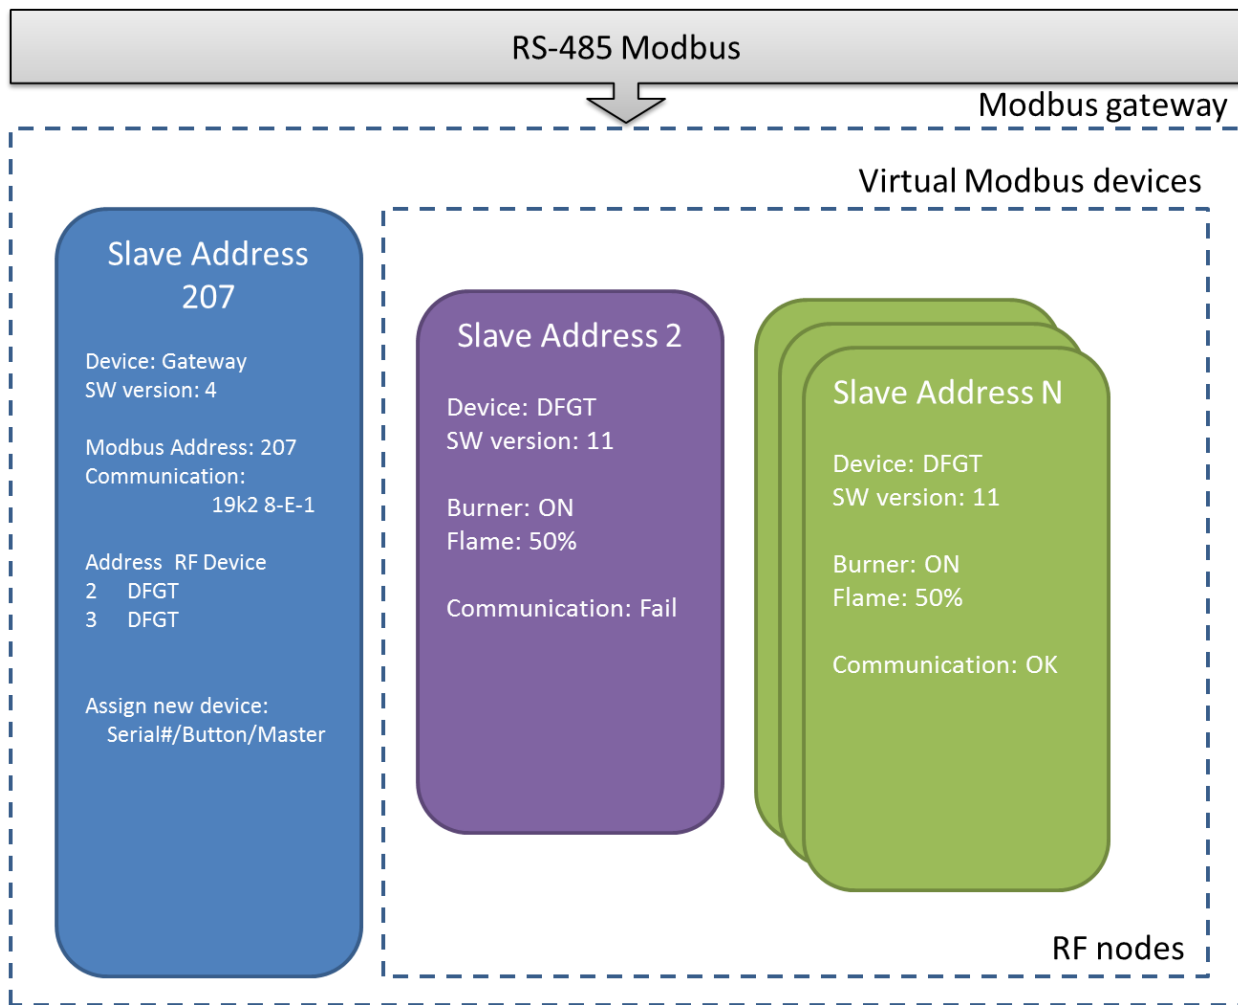 RS-485 Modbus
Modbus gateway
Virtual Modbus devices
Slave Address
207
Device: Gateway
SW version: 4
Modbus Address: 207
Communication:
19k2 8-E-1
Address RF Device
2 DFGT
3 DFGT
Assign new device:
Serial#/Button/Master
Slave Address 2
Device: DFGT
SW version: 11
Burner: ON
Flame: 50%
Communication: Fail
Slave Address N
Device: DFGT
SW version: 11
Burner: ON
Flame: 50%
Communication: OK
RF nodes